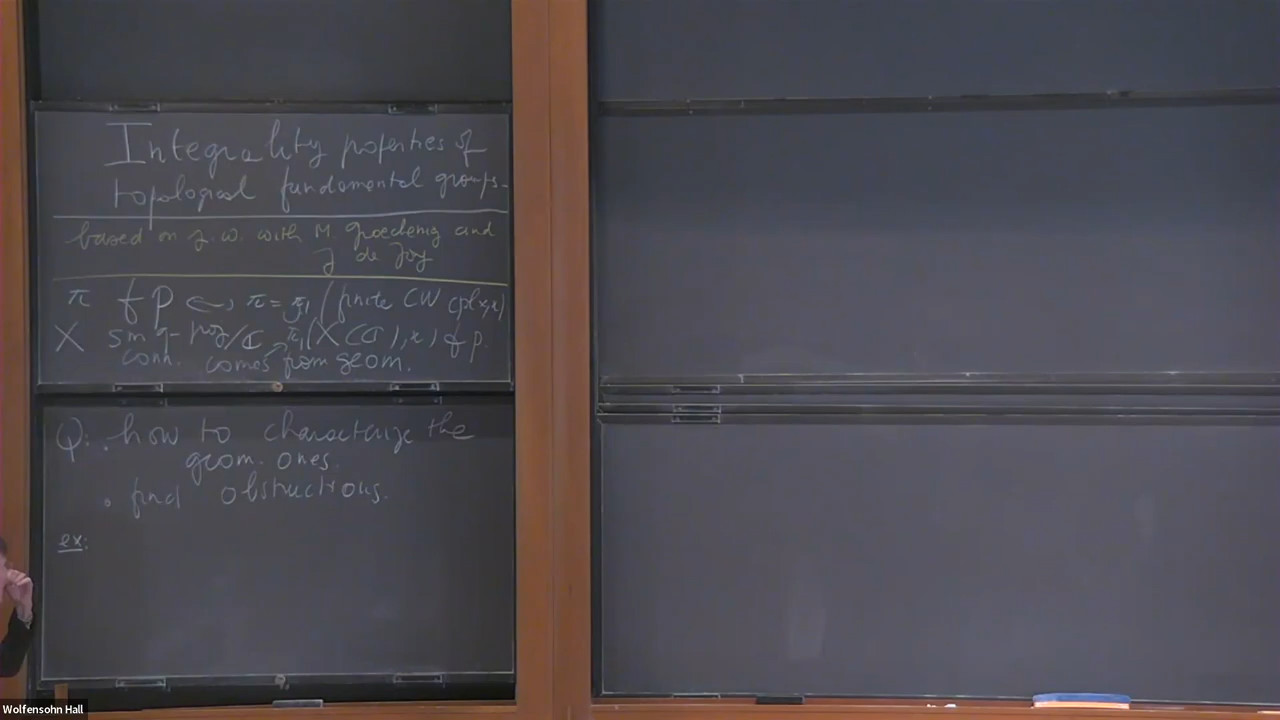 Integrality properties of
topological fundamental groups.
based on j. w. with M. Groechenig and
J de Jong
π f p ↔ π = π₁ (finite CW cplx, x)
X sm q-proj/ℂ π₁(X(ℂ), x) f p.
conn. comes from geom.
Q: . how to characterize the
geom. ones.
. find obstructions.
ex:
Wolfensohn Hall